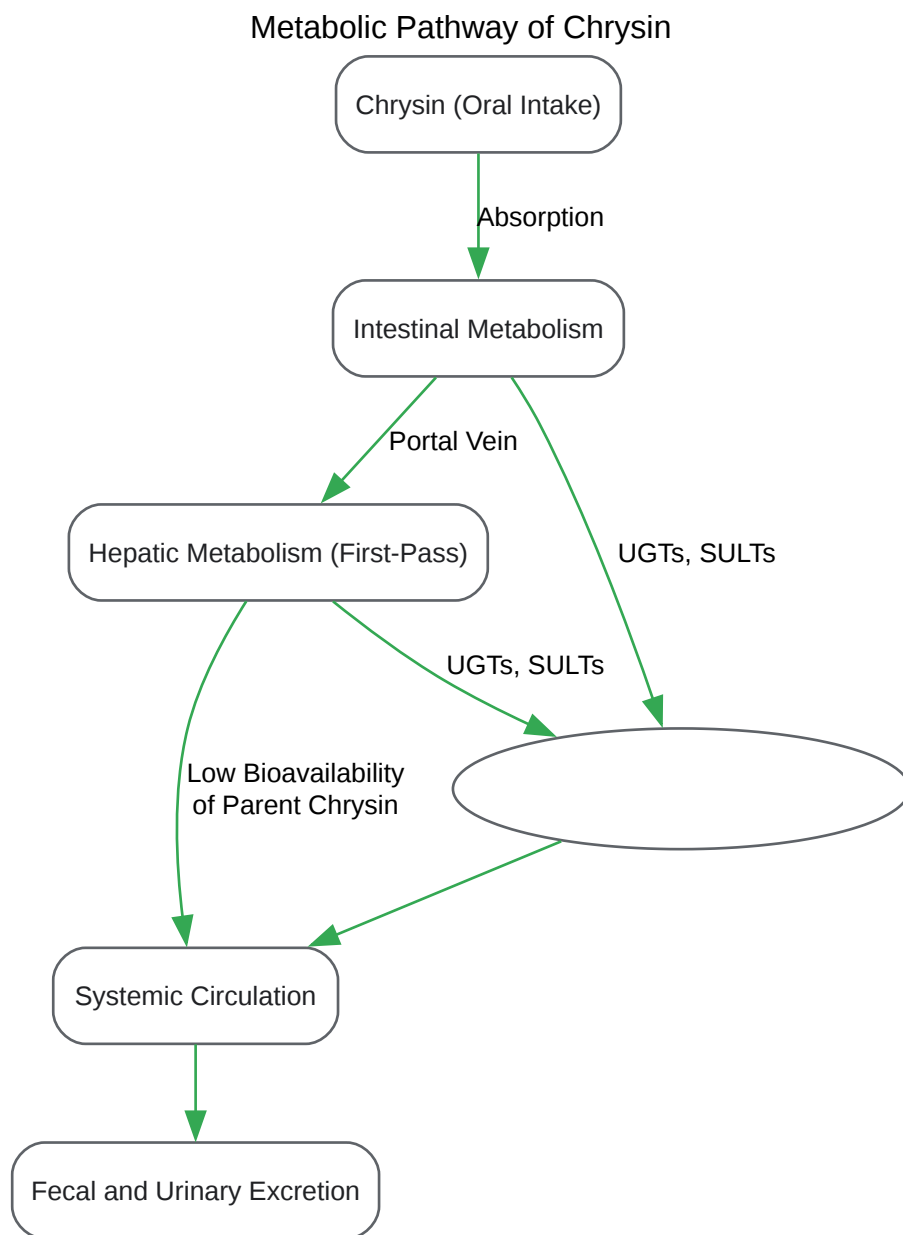 Metabolic Pathway of Chrysin
Chrysin (Oral Intake)
Absorption
Intestinal Metabolism
Portal Vein
Hepatic Metabolism (First-Pass)
UGTs, SULTs
UGTs, SULTs
Low Bioavailability
of Parent Chrysin
Systemic Circulation
Fecal and Urinary Excretion